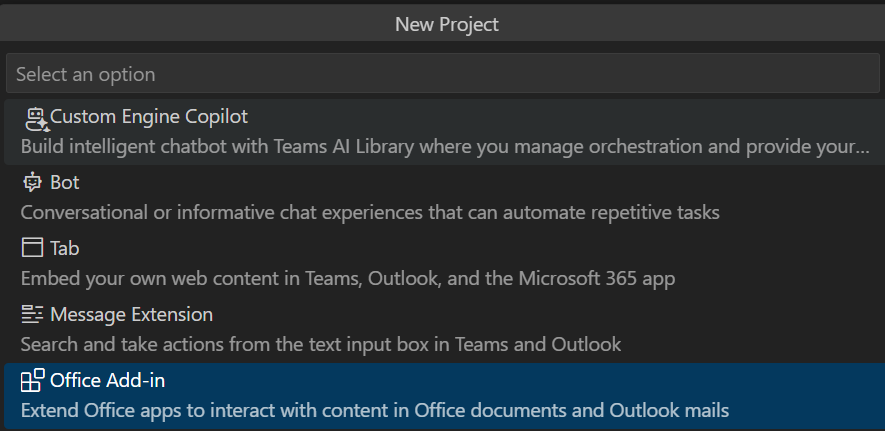 New Project
Select an option
Custom Engine Copilot
Build intelligent chatbot with Teams AI Library where you manage orchestration and provide your...
Bot
Conversational or informative chat experiences that can automate repetitive tasks
Tab
Embed your own web content in Teams, Outlook, and the Microsoft 365 app
Message Extension
Search and take actions from the text input box in Teams and Outlook
Office Add-in
Extend Office apps to interact with content in Office documents and Outlook mails